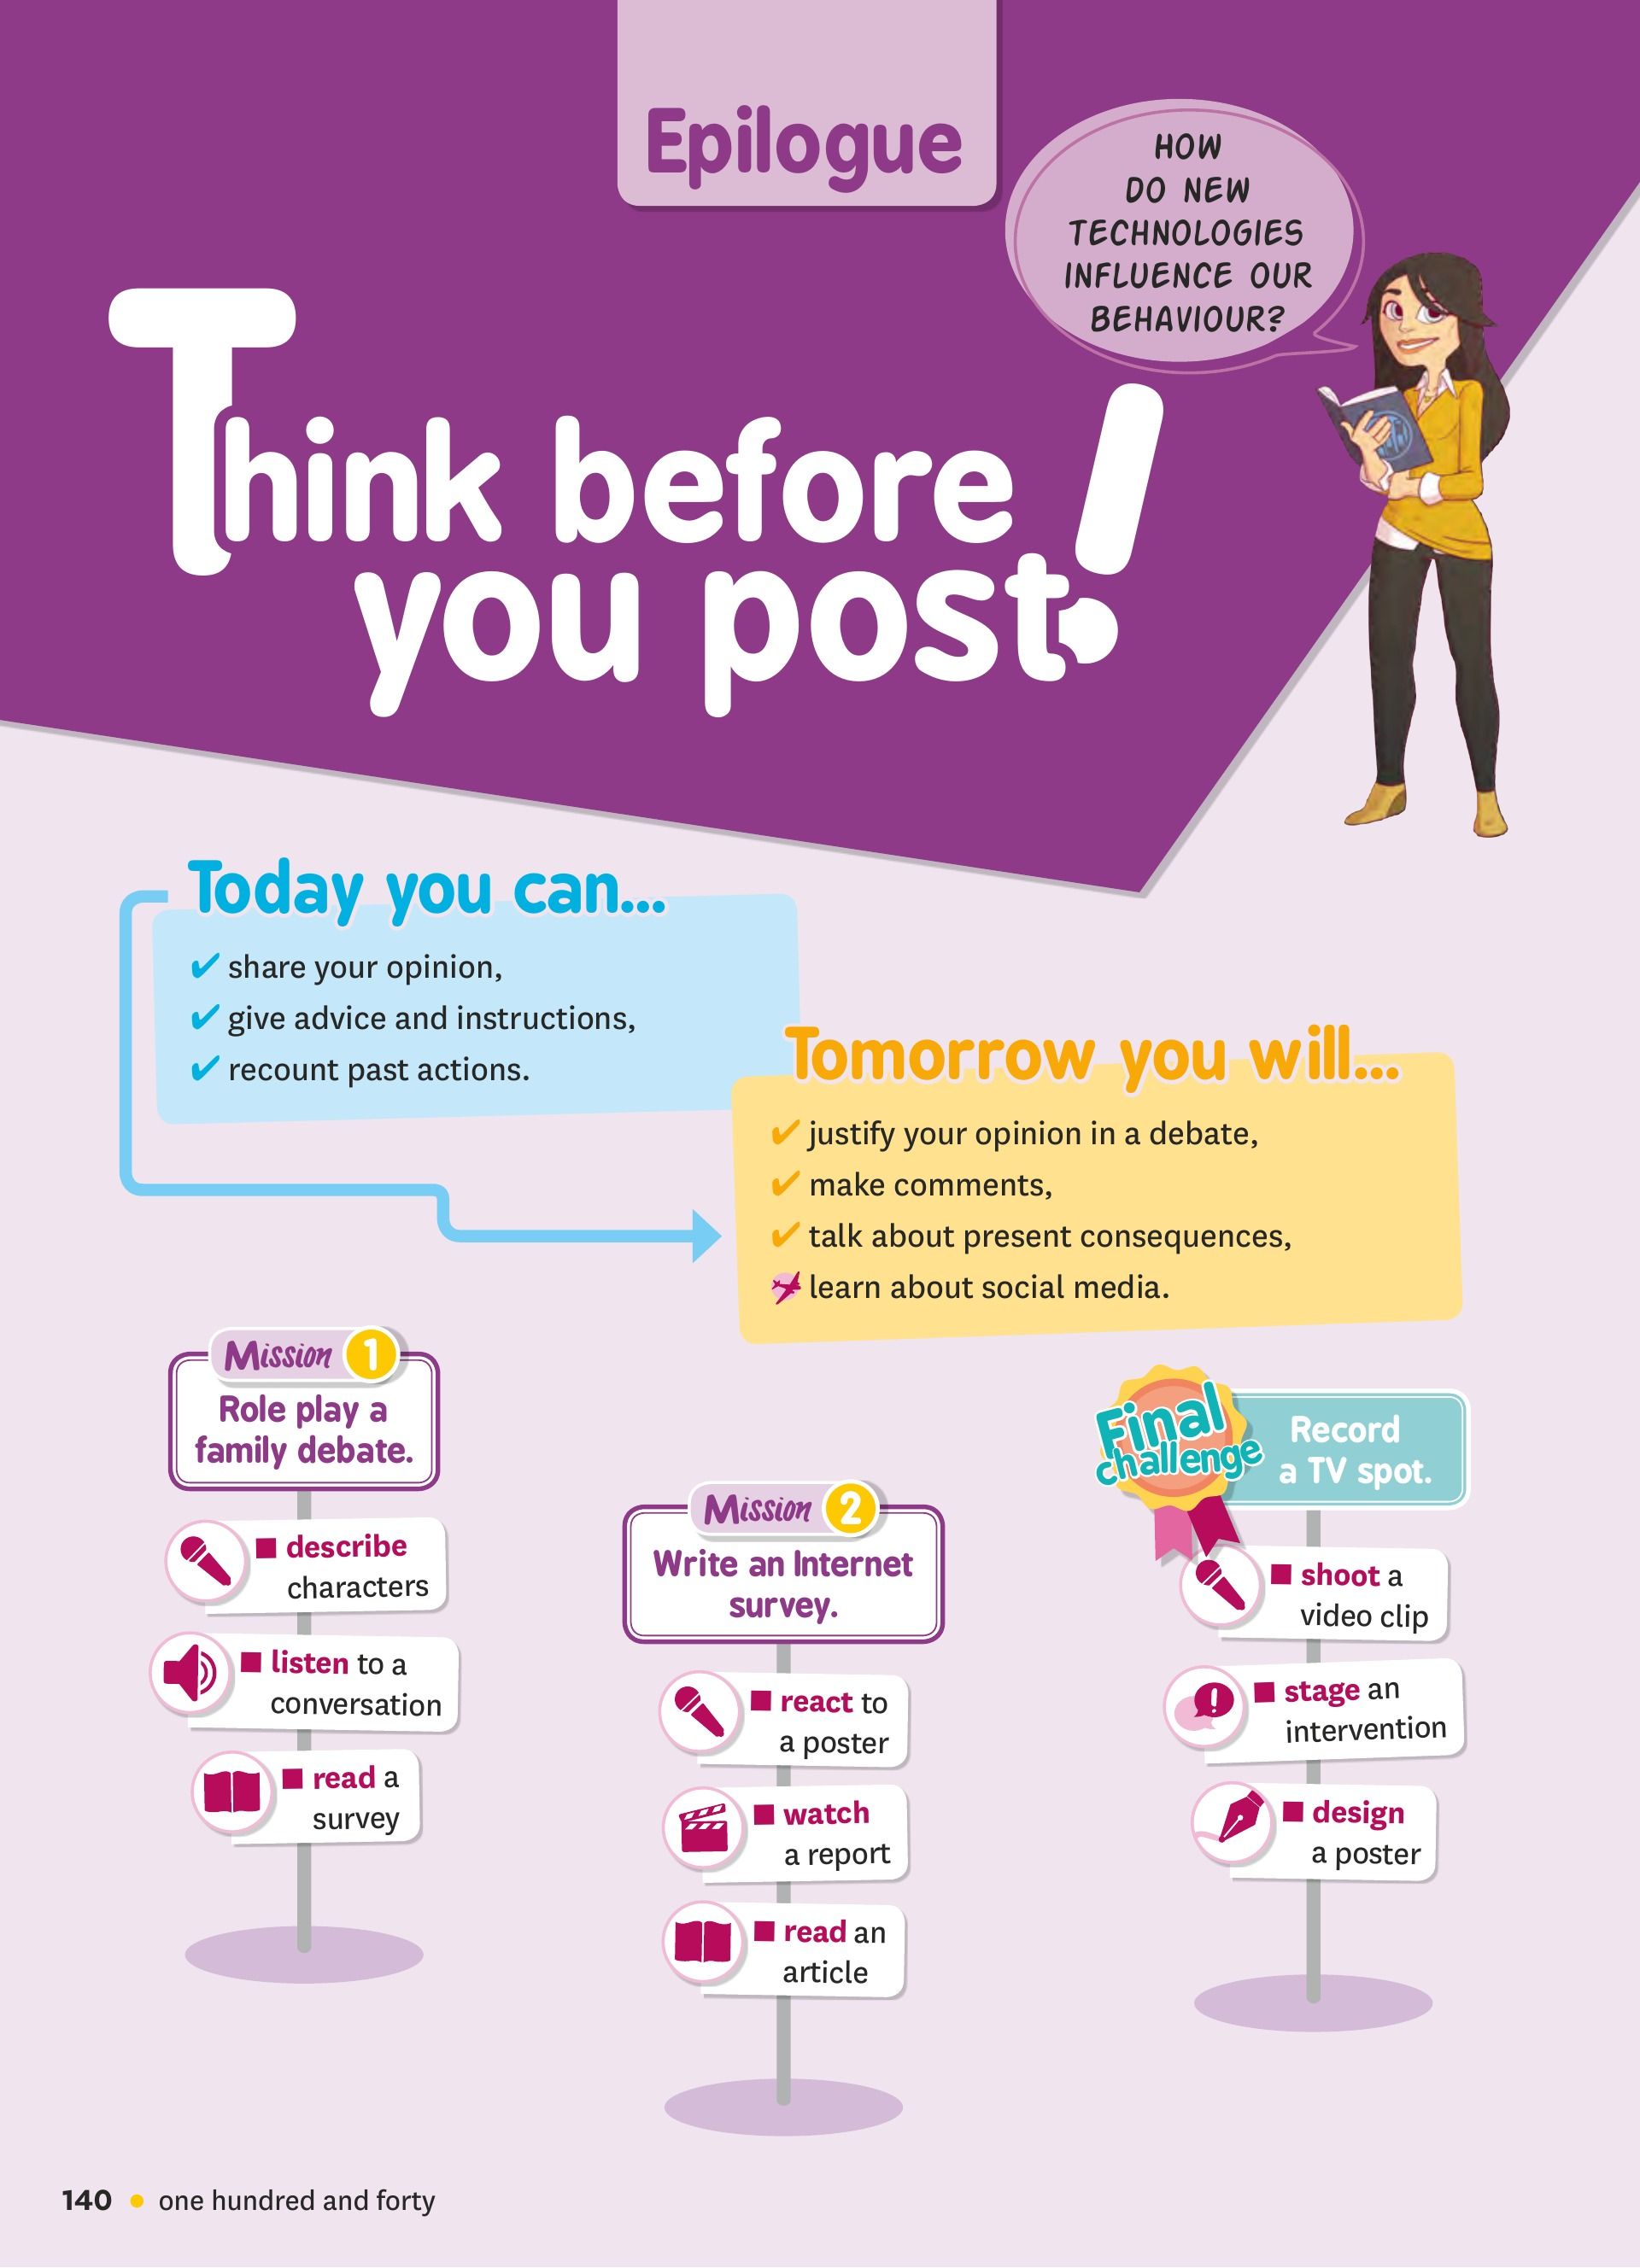 Epilogue
HOW
DO NEW
TECHNOLOGIES
INFLUENCE OUR
BEHAVIOUR?
Think before
you post!
Today you can...
✔ share your opinion,
✔ give advice and instructions,
✔ recount past actions.
Tomorrow you will...
✔ justify your opinion in a debate,
✔ make comments,
✔ talk about present consequences,
learn about social media.
Mission 1
Role play a
family debate.
■ describe
characters
■ listen to a
conversation
■ read a
survey
Mission 2
Write an Internet
survey.
■ react to
a poster
■ watch
a report
■ read an
article
Final
challenge
Record
a TV spot.
■ shoot a
video clip
■ stage an
intervention
■ design
a poster
140 • one hundred and forty